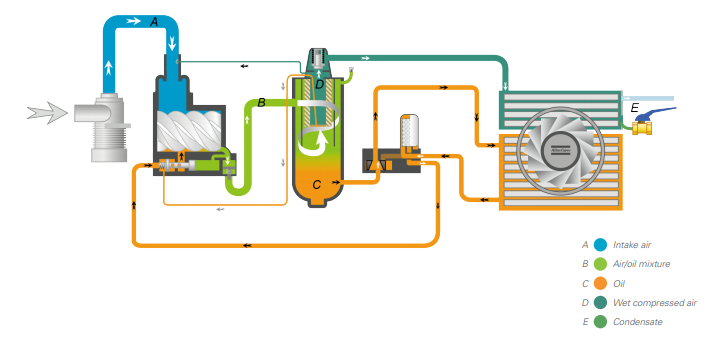 A
D
B
E
C
A Intake air
B Air/oil mixture
C Oil
D Wet compressed air
E Condensate